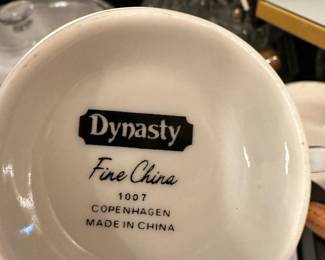 Dynasty
Fine China
1007
COPENHAGEN
MADE IN CHINA